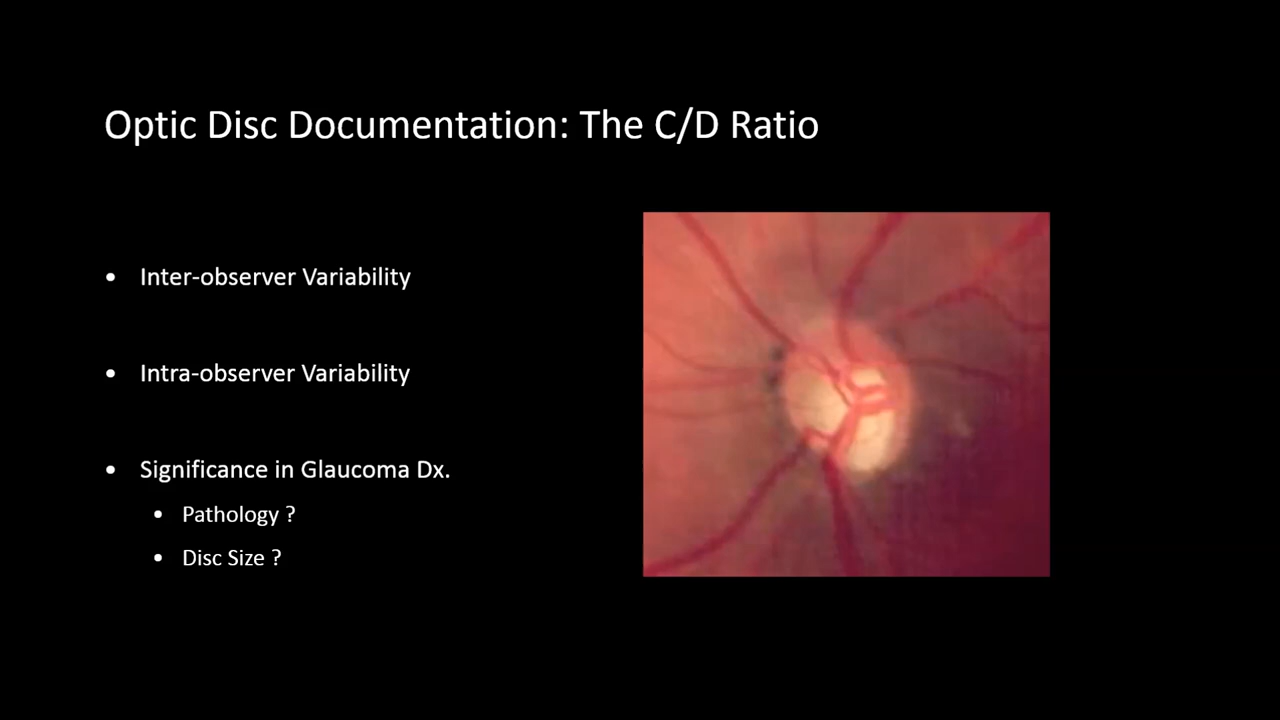 Optic Disc Documentation: The C/D Ratio
• Inter-observer Variability
• Intra-observer Variability
• Significance in Glaucoma Dx.
• Pathology ?
• Disc Size ?